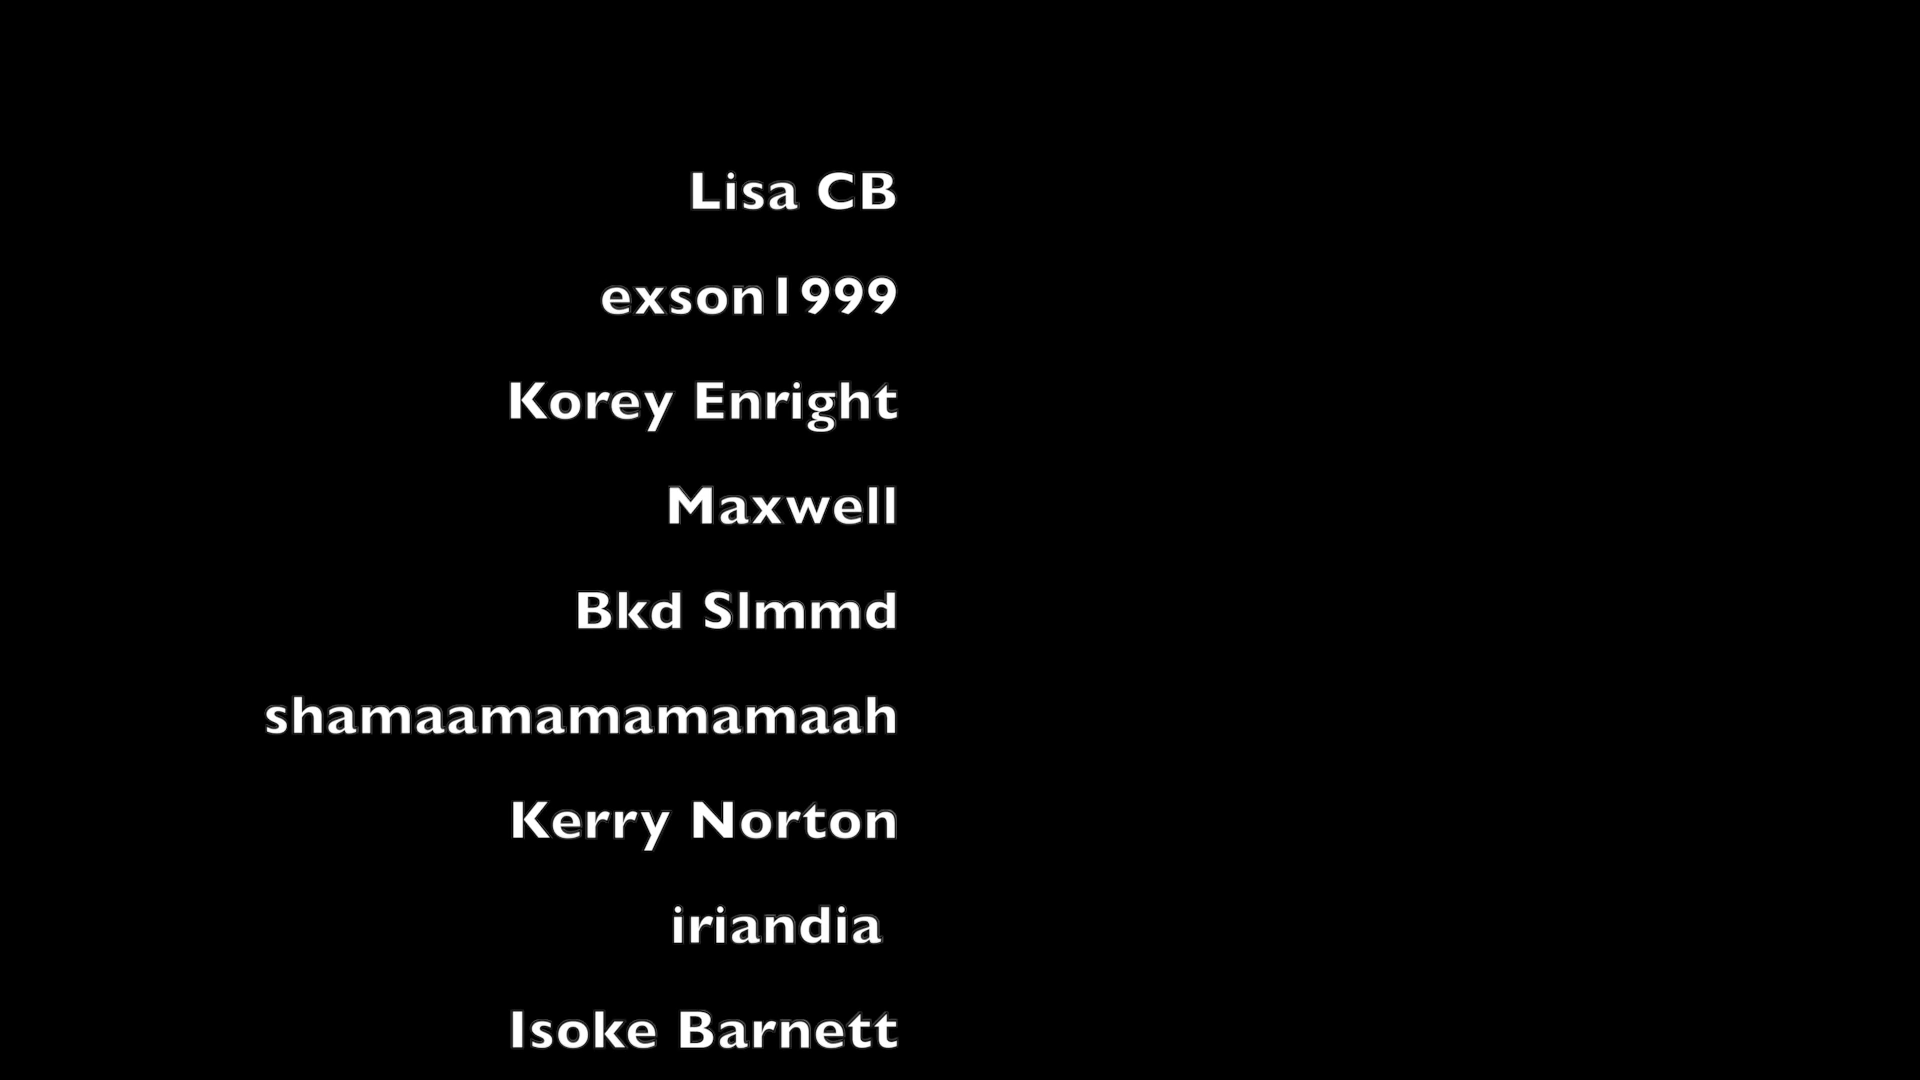 Lisa CB
exson1999
Korey Enright
Maxwell
Bkd Slmmd
shamaamamamamaah
Kerry Norton
iriandia
Isoke Barnett